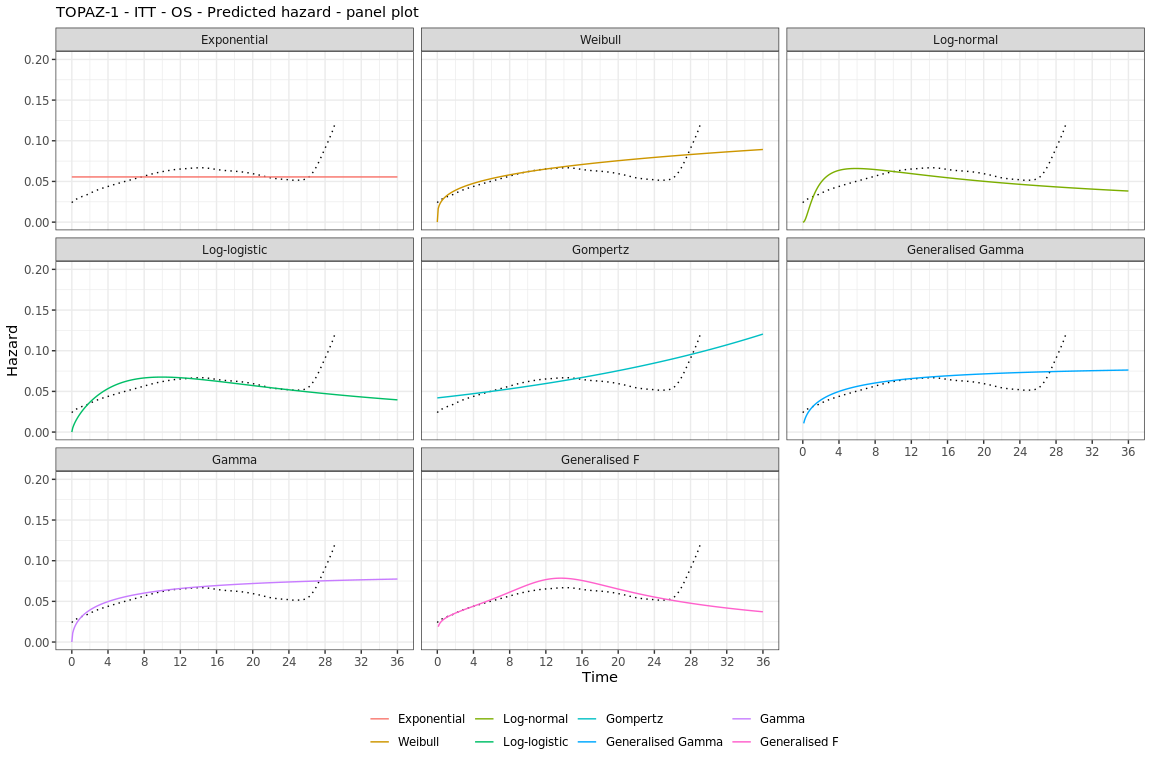 TOPAZ-1 - ITT - OS - Predicted hazard - panel plot
Exponential
Weibull
Log-normal
0.20
0.15
0.10
0.05
0.00
Log-logistic
Gompertz
Generalised Gamma
0.20
0.15
0.10
0.05
0.00
0 4 8 12 16 20 24 28 32 36
Gamma
Generalised F
0.20
0.15
0.10
0.05
0.00
0 4 8 12 16 20 24 28 32 36
0 4 8 12 16 20 24 28 32 36
Hazard
Time
Exponential Log-normal Gompertz Gamma
Weibull Log-logistic Generalised Gamma Generalised F